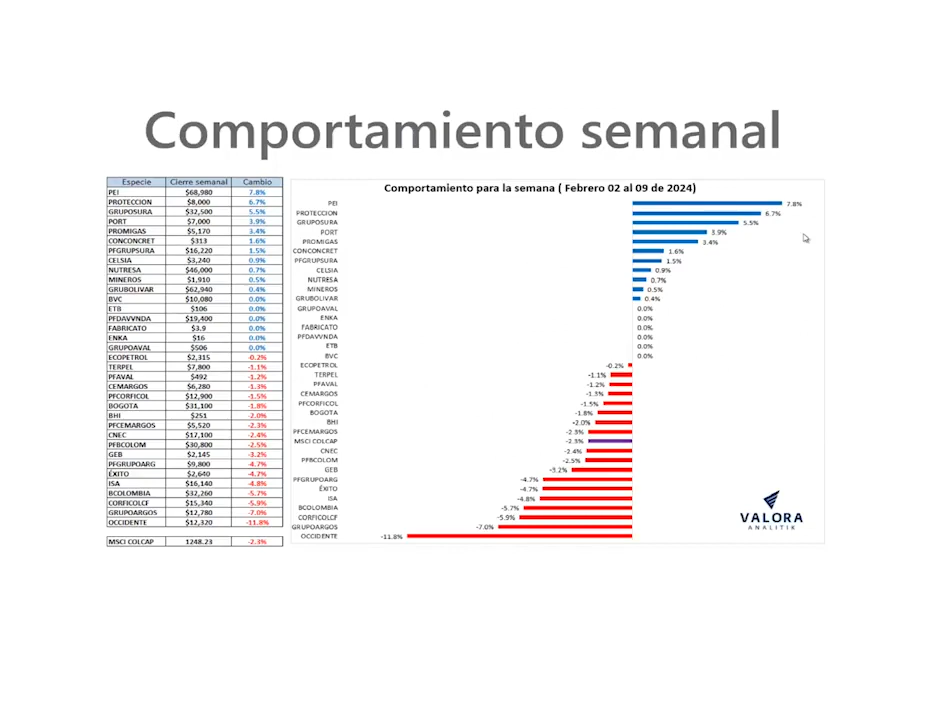 Comportamiento semanal
Especie Cierre semanal Cambio
PEI $68,980 7.8%
PROTECCION $8,000 6.7%
GRUPOSURA $32,500 5.5%
PORT $7,000 3.9%
PROMIGAS $5,170 3.4%
CONCONCRET $313 1.6%
PFGRUPSURA $16,220 1.5%
CELSIA $3,240 0.9%
NUTRESA $46,000 0.7%
MINEROS $1,910 0.5%
GRUBOLIVAR $62,940 0.4%
BVC $10,080 0.0%
ETB $106 0.0%
PFDAVVNDA $19,400 0.0%
FABRICATO $3.9 0.0%
ENKA $16 0.0%
GRUPOAVAL $506 0.0%
ECOPETROL $2,315 -0.2%
TERPEL $7,800 -1.1%
PFAVAL $492 -1.2%
CEMARGOS $6,280 -1.3%
PFCORFICOL $12,900 -1.5%
BOGOTA $31,100 -1.8%
BHI $251 -2.0%
PFCEMARGOS $5,520 -2.3%
CNEC $17,100 -2.4%
PFBCOLOM $30,800 -2.5%
GEB $2,145 -3.2%
PFGRUPOARG $9,800 -4.7%
ÉXITO $2,640 -4.7%
ISA $16,140 -4.8%
BCOLOMBIA $32,260 -5.7%
CORFICOLCF $15,340 -5.9%
GRUPOARGOS $12,780 -7.0%
OCCIDENTE $12,320 -11.8%
MSCI COLCAP 1248.23 -2.3%
Comportamiento para la semana ( Febrero 02 al 09 de 2024)
PEI 7.8%
PROTECCION 6.7%
GRUPOSURA 5.5%
PORT 3.9%
PROMIGAS 3.4%
CONCONCRET 1.6%
PFGRUPSURA 1.5%
CELSIA 0.9%
NUTRESA 0.7%
MINEROS 0.5%
GRUBOLIVAR 0.4%
GRUPOAVAL 0.0%
ENKA 0.0%
FABRICATO 0.0%
PFDAVVNDA 0.0%
ETB 0.0%
BVC 0.0%
ECOPETROL -0.2%
TERPEL -1.1%
PFAVAL -1.2%
CEMARGOS -1.3%
PFCORFICOL -1.5%
BOGOTA -1.8%
BHI -2.0%
PFCEMARGOS -2.3%
MSCI COLCAP -2.3%
CNEC -2.4%
PFBCOLOM -2.5%
GEB -3.2%
PFGRUPOARG -4.7%
ÉXITO -4.7%
ISA -4.8%
BCOLOMBIA -5.7%
CORFICOLCF -5.9%
GRUPOARGOS -7.0%
OCCIDENTE -11.8%
VALORA
ANALITIK